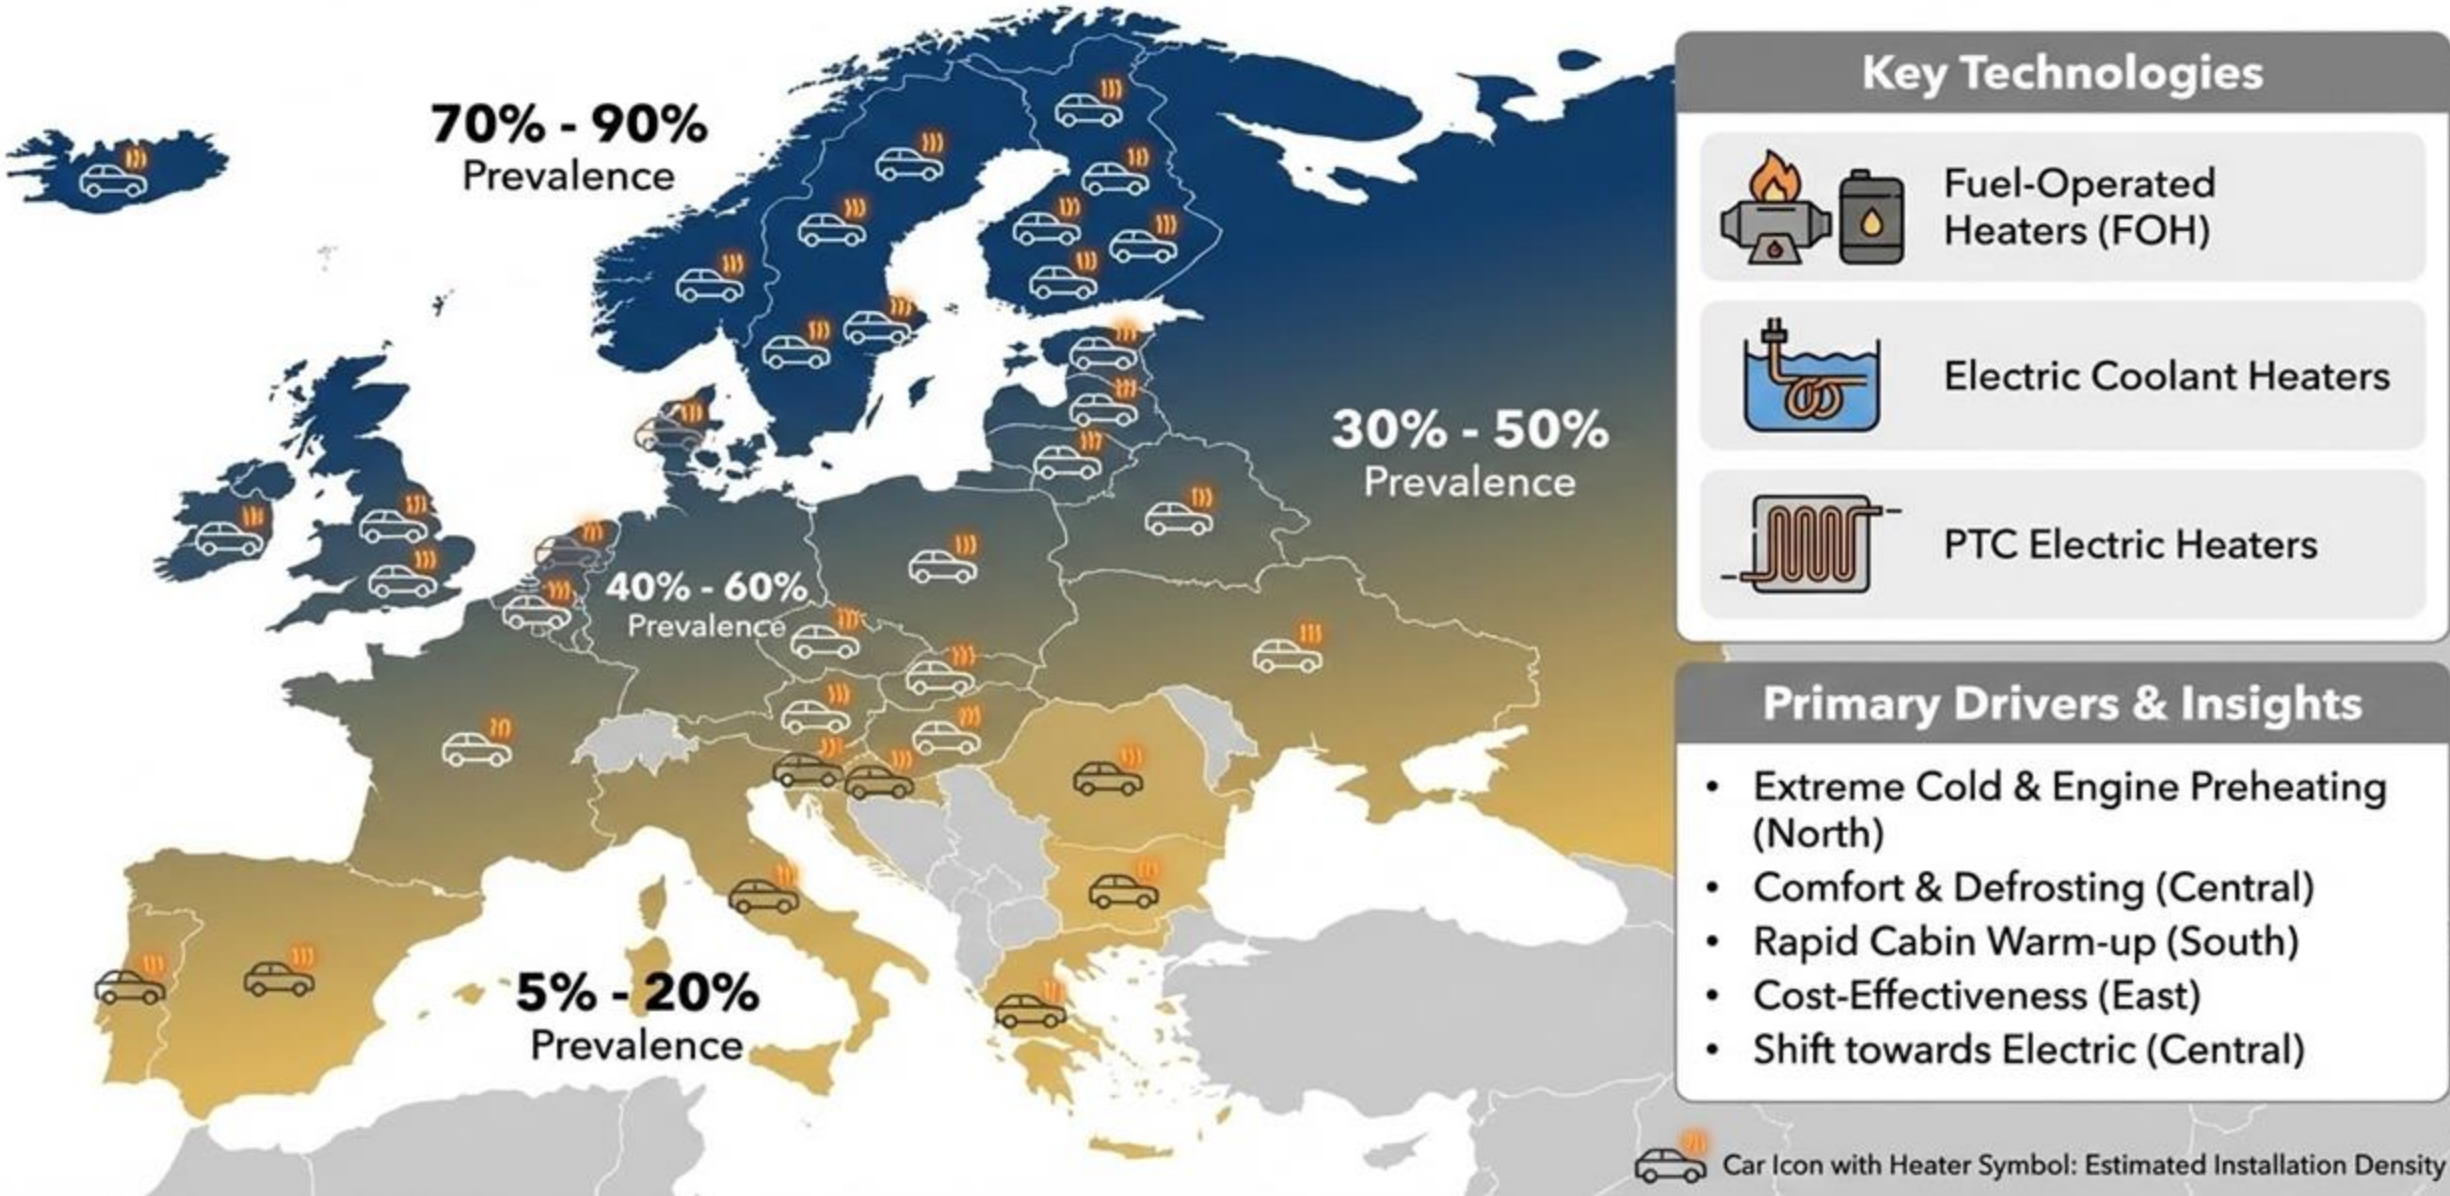 70% - 90%
Prevalence
30% - 50%
Prevalence
40% - 60%
Prevalence
5% - 20%
Prevalence
Key Technologies
Fuel-Operated
Heaters (FOH)
Electric Coolant Heaters
PTC Electric Heaters
Primary Drivers & Insights
• Extreme Cold & Engine Preheating
(North)
• Comfort & Defrosting (Central)
• Rapid Cabin Warm-up (South)
• Cost-Effectiveness (East)
• Shift towards Electric (Central)
Car Icon with Heater Symbol: Estimated Installation Density